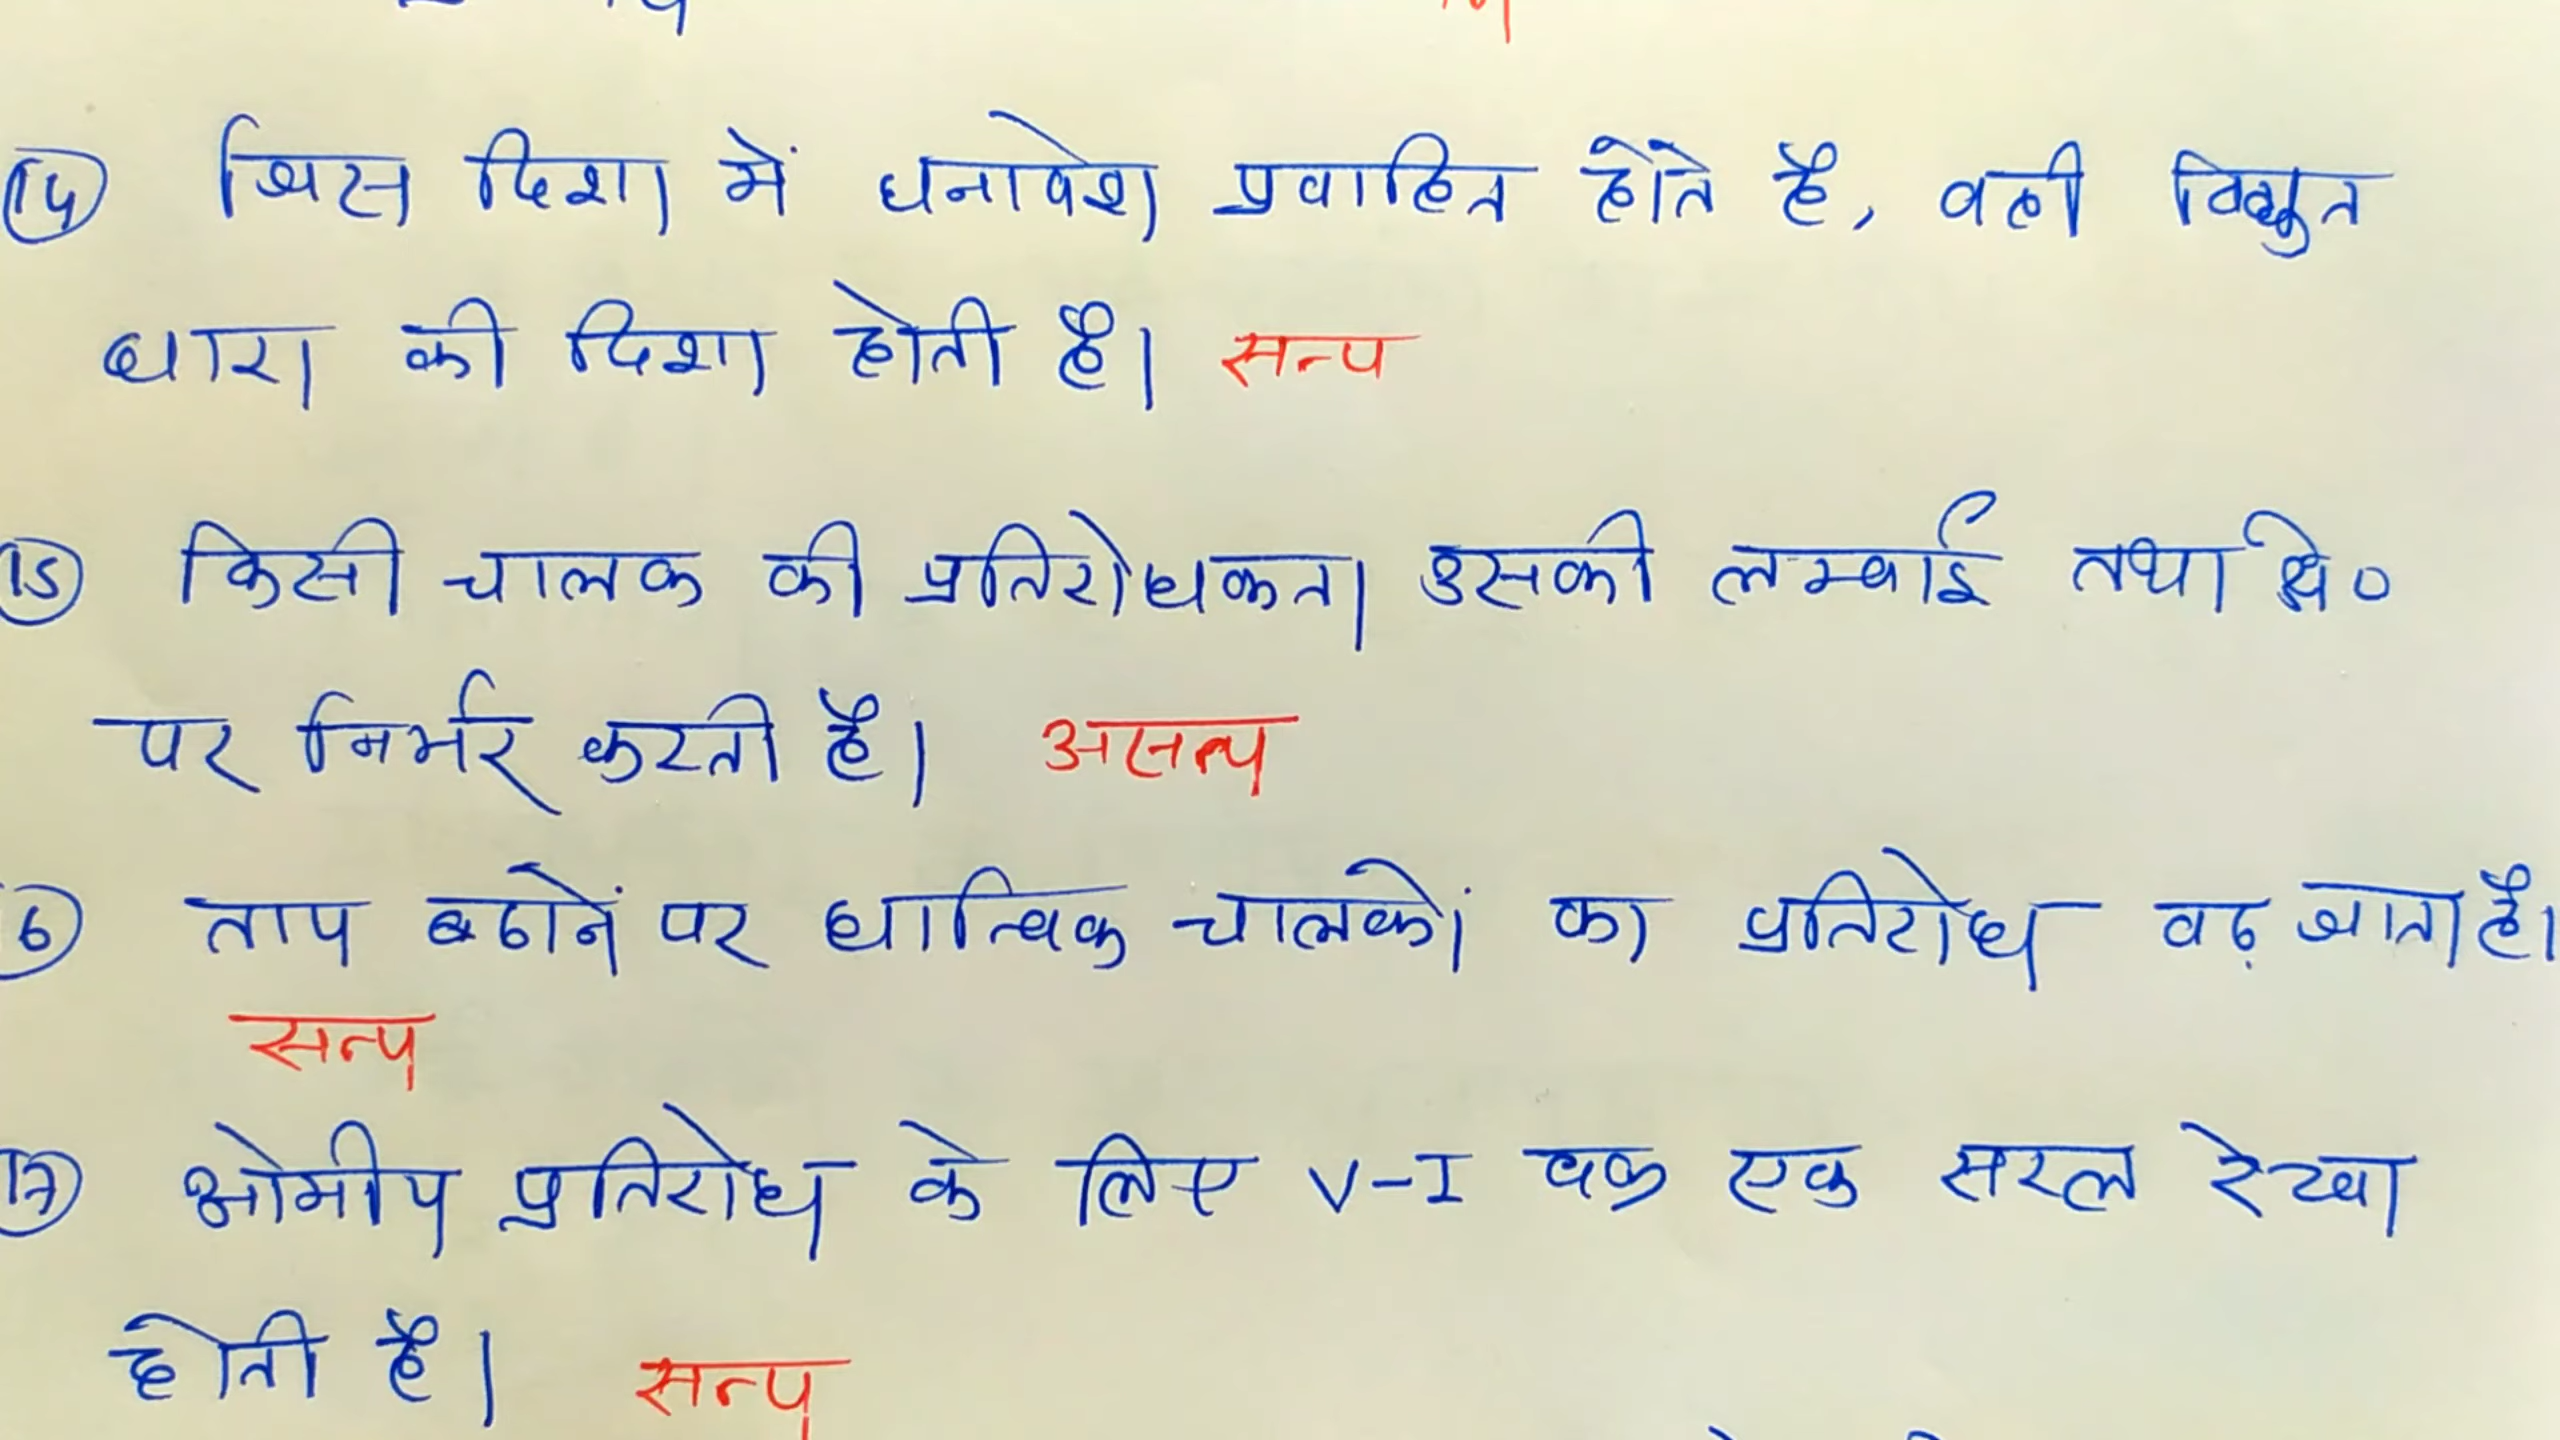 (14) जिस दिशा में धनावेश प्रवाहित होते है, वही विद्युत
धारा की दिशा होती है। सत्य
(15) किसी चालक की प्रतिरोधकता उसकी लम्बाई तथा क्षे०
पर निर्भर करती है। असत्य
(16) ताप बढाेनें पर धात्विक चालकों का प्रतिरोध बढ़ जाता है।
सत्य
(17) ओमीय प्रतिरोध के लिए V-I वक्र एक सरल रेखा
होती है। सत्य